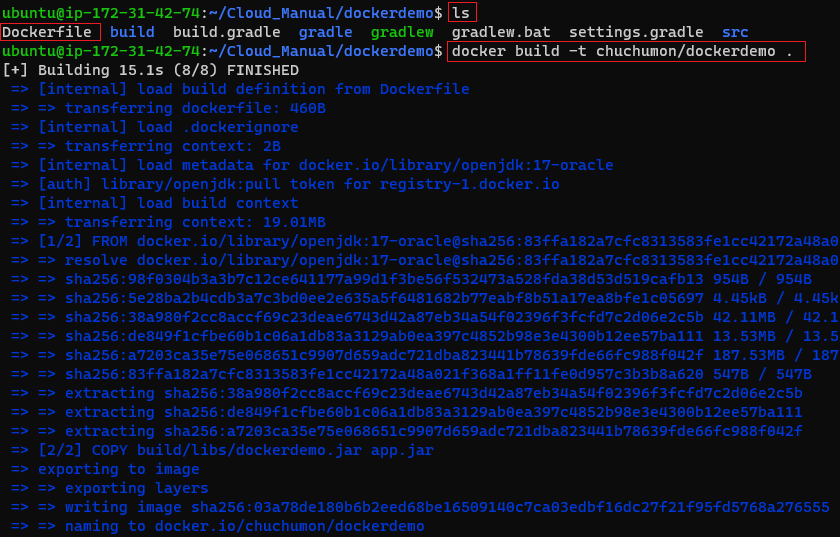 ubuntu@ip-172-31-42-74:~/Cloud_Manual/dockerdemo$ ls
Dockerfile build build.gradle gradle gradlew gradlew.bat settings.gradle src
ubuntu@ip-172-31-42-74:~/Cloud_Manual/dockerdemo$ docker build -t chuchumon/dockerdemo .
[+] Building 15.1s (8/8) FINISHED
=> [internal] load build definition from Dockerfile
=> => transferring dockerfile: 460B
=> [internal] load .dockerignore
=> => transferring context: 2B
=> [internal] load metadata for docker.io/library/openjdk:17-oracle
=> [auth] library/openjdk:pull token for registry-1.docker.io
=> [internal] load build context
=> => transferring context: 19.01MB
=> [1/2] FROM docker.io/library/openjdk:17-oracle@sha256:83ffa182a7cfc8313583fe1cc42172a48a0
=> => resolve docker.io/library/openjdk:17-oracle@sha256:83ffa182a7cfc8313583fe1cc42172a48a0
=> => sha256:98f0304b3a3b7c12ce641177a99d1f3be56f532473a528fda38d53d519cafb13 954B / 954B
=> => sha256:5e28ba2b4cdb3a7c3bd0ee2e635a5f6481682b77eabf8b51a17ea8bfe1c05697 4.45kB / 4.45k
=> => sha256:38a980f2cc8accf69c23deae6743d42a87eb34a54f02396f3fcfd7c2d06e2c5b 42.11MB / 42.1
=> => sha256:de849f1cfbe60b1c06a1db83a3129ab0ea397c4852b98e3e4300b12ee57ba111 13.53MB / 13.5
=> => sha256:a7203ca35e75e068651c9907d659adc721dba823441b78639fde66fc988f042f 187.53MB / 187
=> => sha256:83ffa182a7cfc8313583fe1cc42172a48a021f368a1ff11fe0d957c3b3b8a620 547B / 547B
=> => extracting sha256:38a980f2cc8accf69c23deae6743d42a87eb34a54f02396f3fcfd7c2d06e2c5b
=> => extracting sha256:de849f1cfbe60b1c06a1db83a3129ab0ea397c4852b98e3e4300b12ee57ba111
=> => extracting sha256:a7203ca35e75e068651c9907d659adc721dba823441b78639fde66fc988f042f
=> [2/2] COPY build/libs/dockerdemo.jar app.jar
=> exporting to image
=> => exporting layers
=> => writing image sha256:03a78de180b6b2eed68be16509140c7ca03edbf16dc27f21f95fd5768a276555
=> => naming to docker.io/chuchumon/dockerdemo